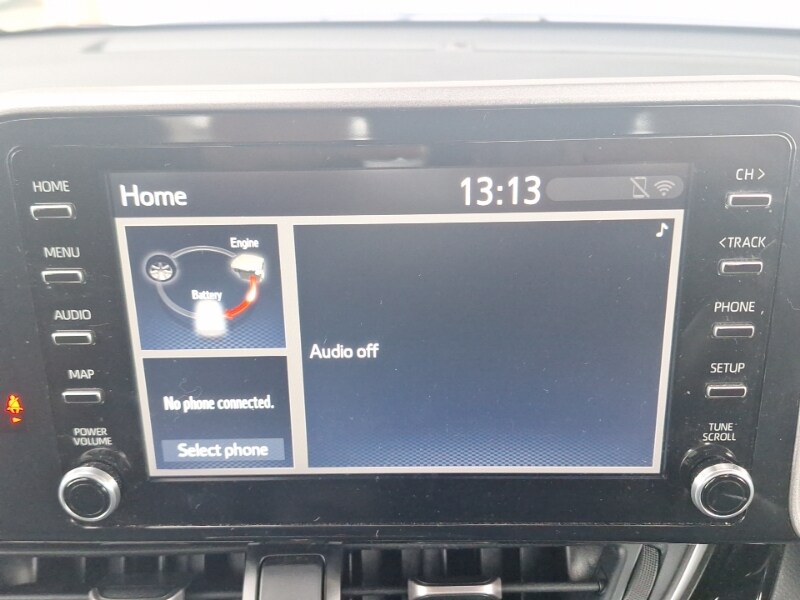 HOME
MENU
AUDIO
MAP
POWER
VOLUME
Home
13:13
Engine
Battery
No phone connected.
Select phone
Audio off
CH >
< TRACK
PHONE
SETUP
TUNE
SCROLL